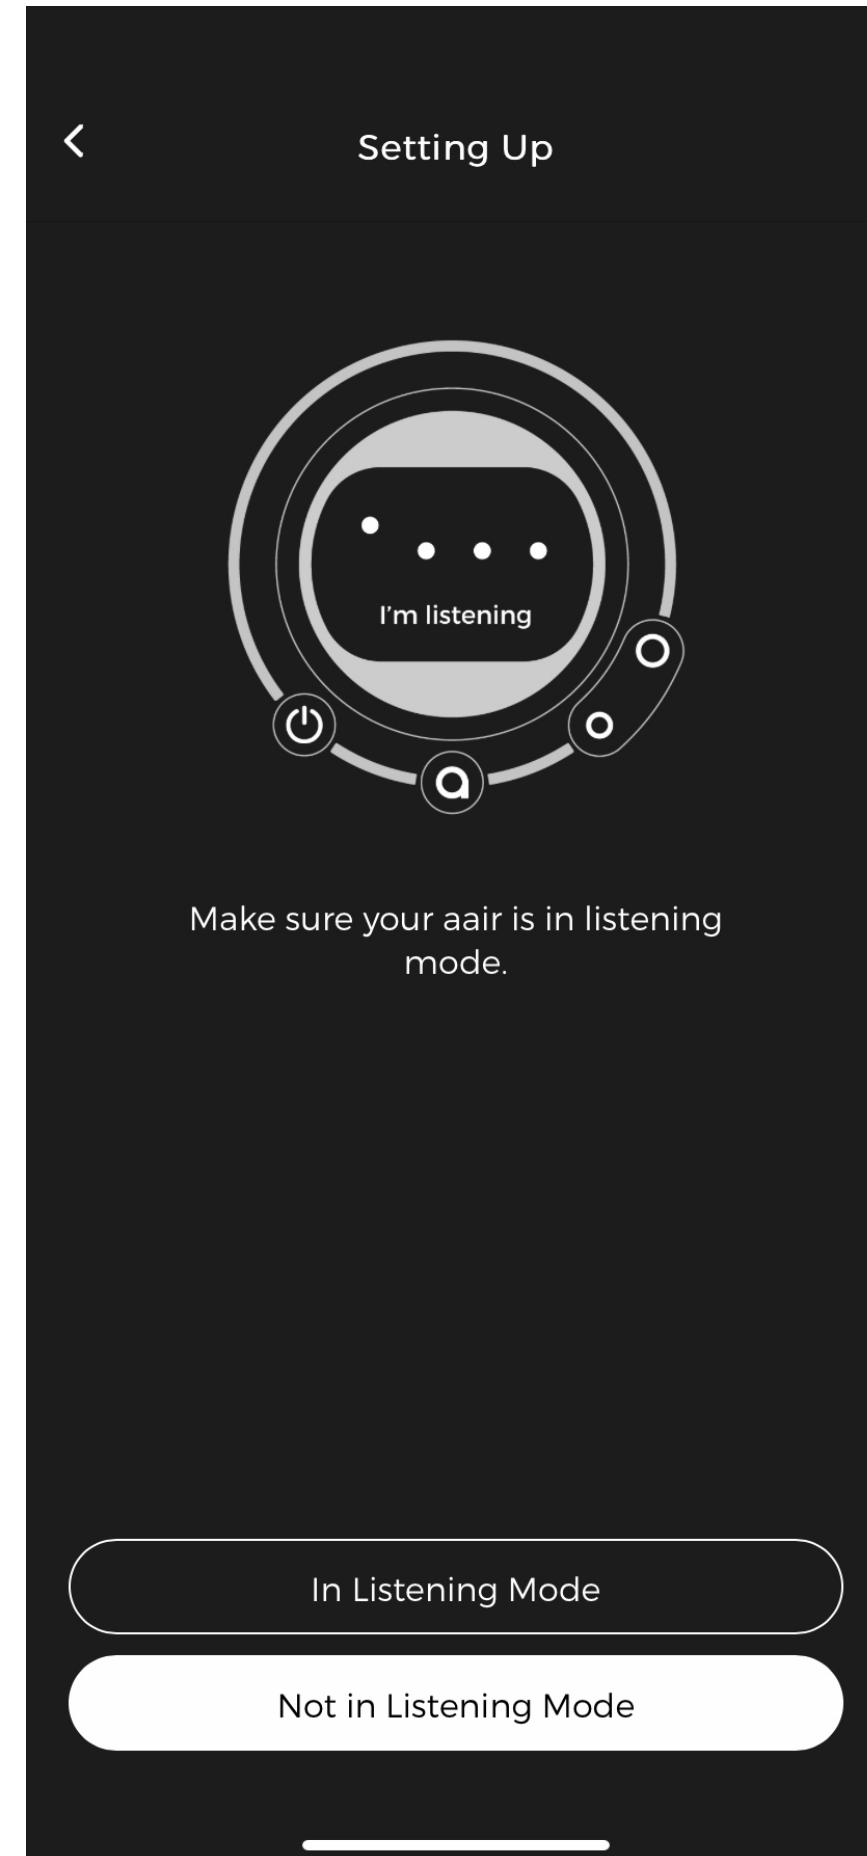 Setting Up
I'm listening
a
Make sure your aair is in listening
mode.
In Listening Mode
Not in Listening Mode